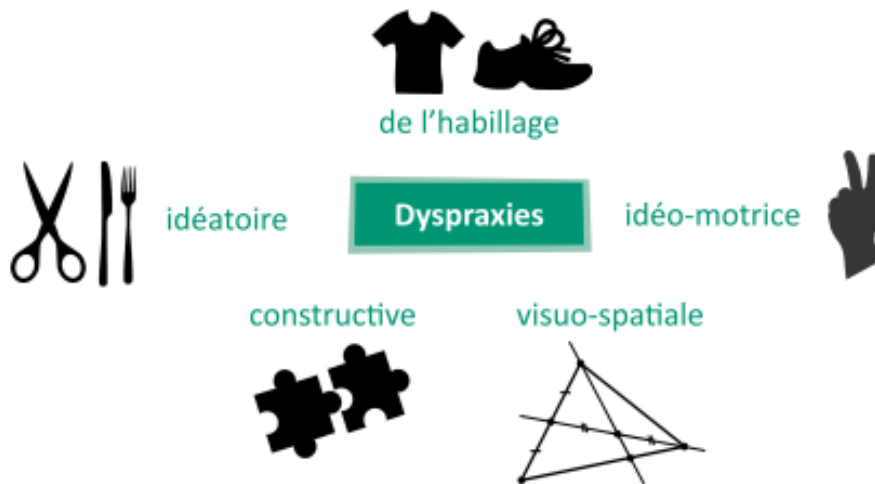 de l'habillage
idéatoire
Dyspraxies
idéo-motrice
constructive
visuo-spatiale